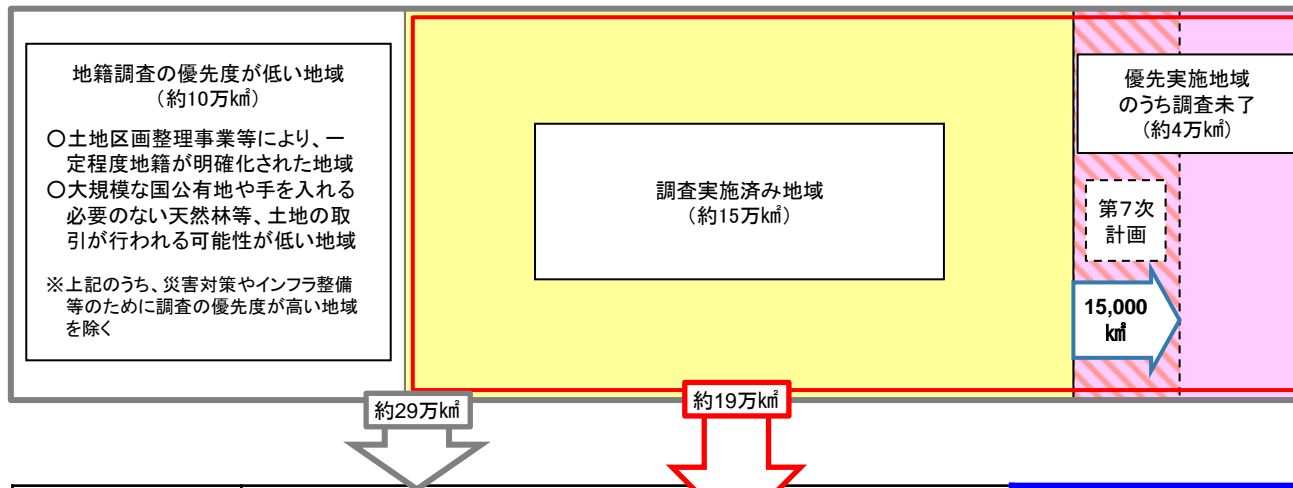 地籍調査の優先度が低い地域
（約10万k㎡）
○土地区画整理事業等により、一
定程度地籍が明確化された地域
○大規模な国公有地や手を入れる
必要のない天然林等、土地の取
引が行われる可能性が低い地域
※上記のうち、災害対策やインフラ整備
等のために調査の優先度が高い地域
を除く
調査実施済み地域
（約15万k㎡）
優先実施地域
のうち調査未了
（約4万k㎡）
第7次
計画
15,000
k㎡
約29万k㎡
約19万k㎡